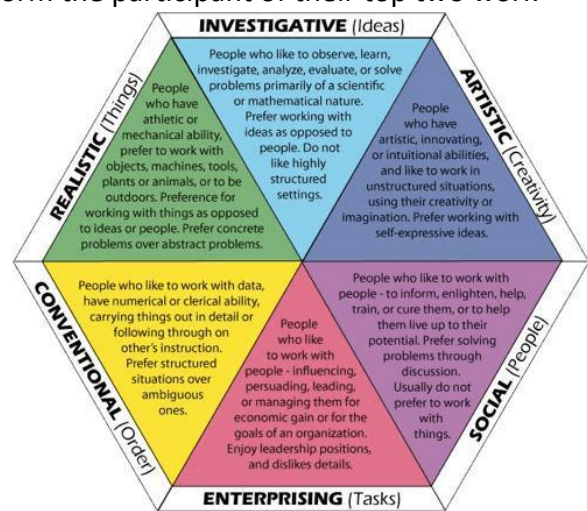 orm the participant of their top two work
INVESTIGATIVE (Ideas)
People who like to observe, learn,
investigate, analyze, evaluate, or solve
problems primarily of a scientific
or mathematical nature.
Prefer working with
ideas as opposed to
people. Do not
like highly
structured
settings.
REALISTIC (Things)
People
who have
athletic or
mechanical ability,
prefer to work with
objects, machines, tools,
plants or animals, or to be
outdoors. Preference for
working with things as opposed
to ideas or people. Prefer concrete
problems over abstract problems.
ARTISTIC (Creativity)
People
who have
artistic, innovating,
or intuitional abilities,
and like to work in
unstructured situations,
using their creativity or
imagination. Prefer working with
self-expressive ideas.
CONVENTIONAL (Order)
People who like to work with data,
have numerical or clerical ability,
carrying things out in detail or
following through on
other's instruction.
Prefer structured
situations over
ambiguous
ones.
People
who like
to work with
people - influencing,
persuading, leading,
or managing them for
economic gain or for the
goals of an organization.
Enjoy leadership positions,
and dislikes details.
ENTERPRISING (Tasks)
People who like to work with
people - to inform, enlighten, help,
train, or cure them, or to help
them live up to their
potential. Prefer solving
problems through
discussion.
Usually do not
prefer to work
with
things.
SOCIAL (People)